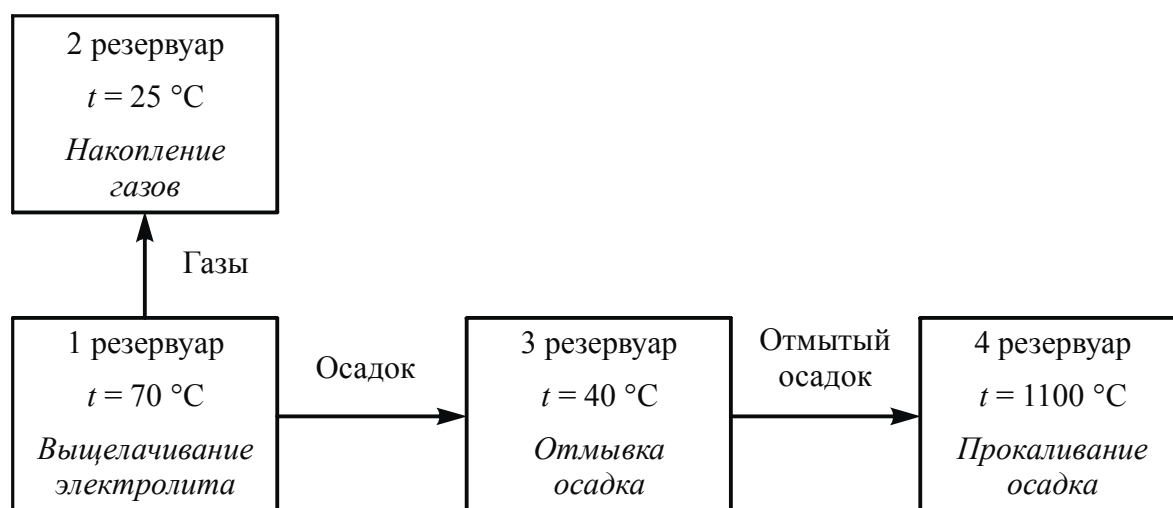 2 резервуар
t = 25 °C
Накопление
газов
Газы
1 резервуар
t = 70 °C
Выщелачивание
электролита
Осадок
3 резервуар
t = 40 °C
Отмывка
осадка
Отмытый
осадок
4 резервуар
t = 1100 °C
Прокаливание
осадка